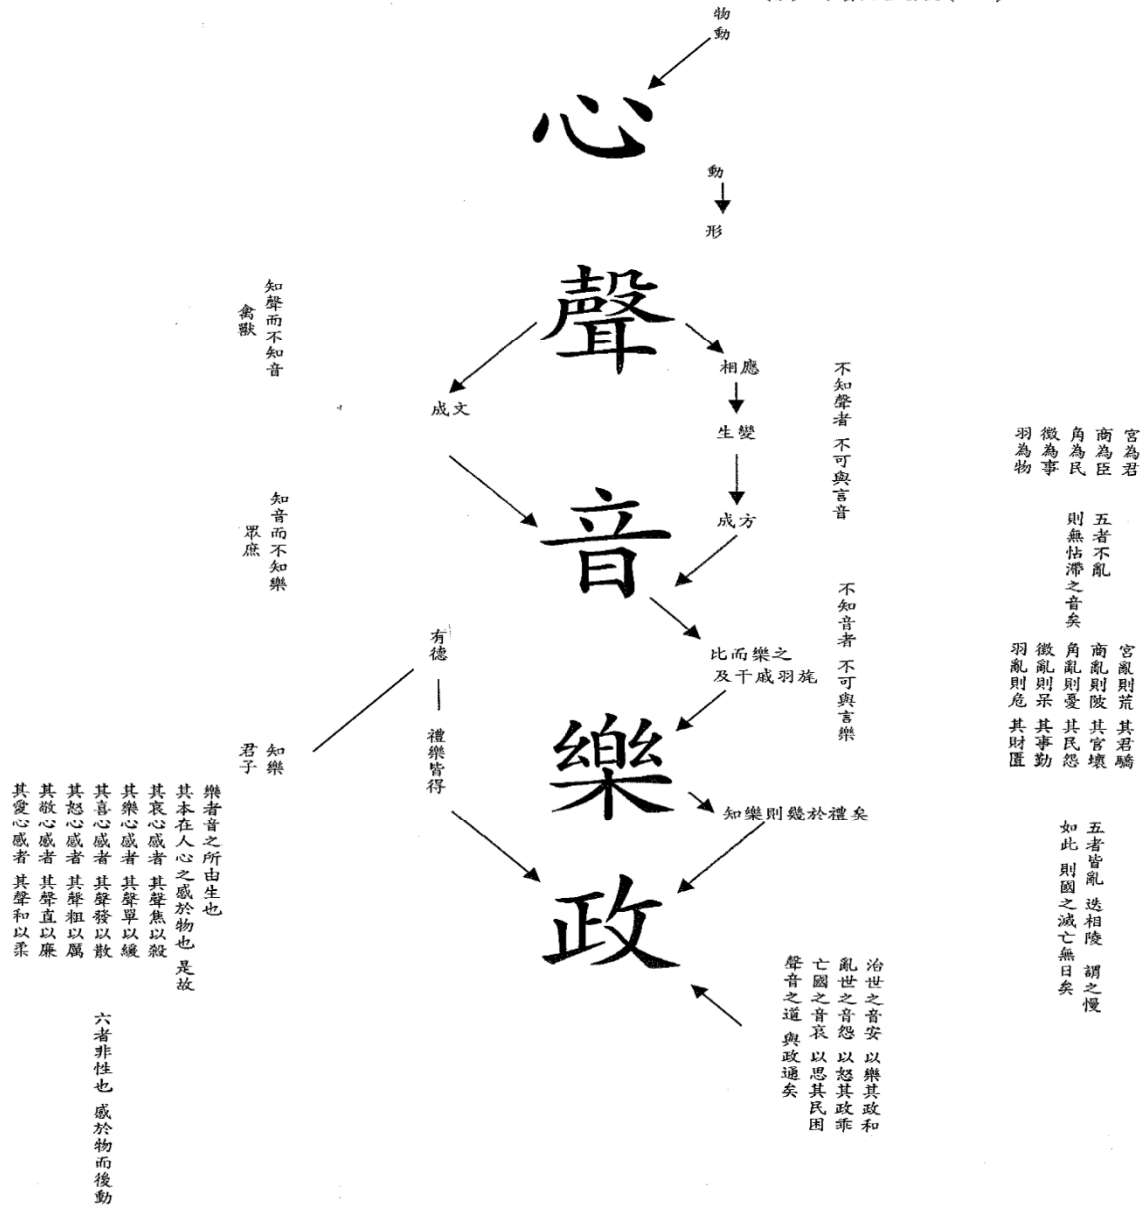 物動
心
動
形
聲
知聲而不知音
禽獸
相應
成文
生變
成方
不知聲者 不可與言音
宮為君
商為臣
角為民
徵為事
羽為物
音
知音而不知樂
眾庶
五者不亂
則無怗滯之音矣
不知音者 不可與言樂
有德
比而樂之
及干戚羽旄
宮亂則荒 其君驕
商亂則陂 其官壞
角亂則憂 其民怨
徵亂則呆 其事勤
羽亂則危 其財匱
樂
禮樂皆得
知樂
君子
知樂則幾於禮矣
樂者音之所由生也
其本在人心之感於物也 是故
其哀心感者 其聲焦以殺
其樂心感者 其聲單以緩
其喜心感者 其聲發以散
其怒心感者 其聲粗以厲
其敬心感者 其聲直以廉
其愛心感者 其聲和以柔
五者皆亂 迭相陵 謂之慢
如此 則國之滅亡無日矣
政
治世之音安 以樂其政和
亂世之音怨 以怒其政乖
亡國之音哀 以思其民困
聲音之道 與政通矣
六者非性也 感於物而後動